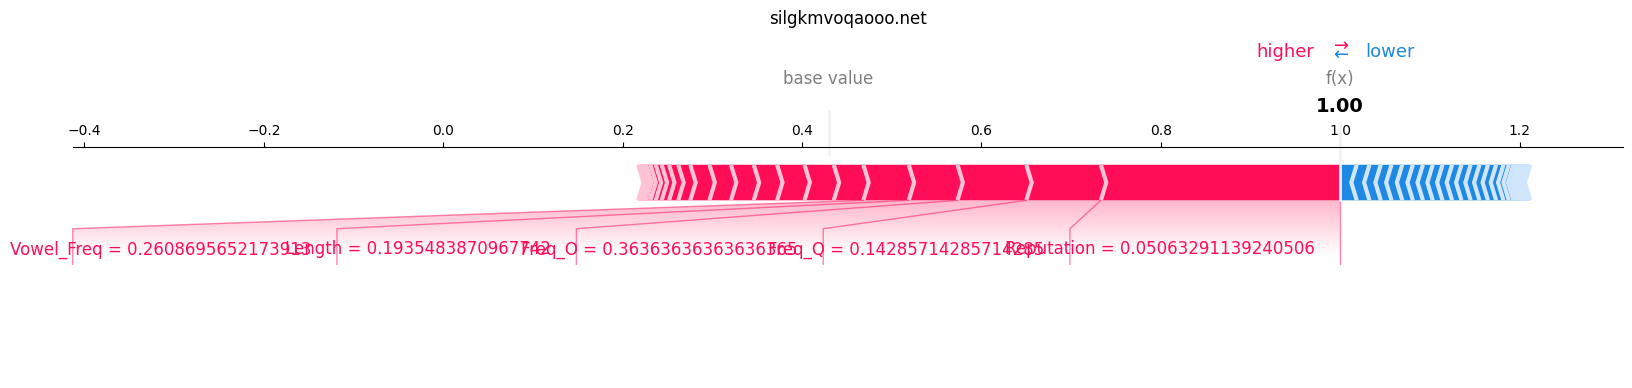 silgkmvoqaooo.net
higher ⇄ lower
base value f(x)
1.00
−0.4 −0.2 0.0 0.2 0.4 0.6 0.8 1.0 1.2
Vowel_Freq = 0.2608695652173913 Length = 0.1935483870967742 Freq_O = 0.36363636363636365 Freq_Q = 0.14285714285714285 Reputation = 0.05063291139240506